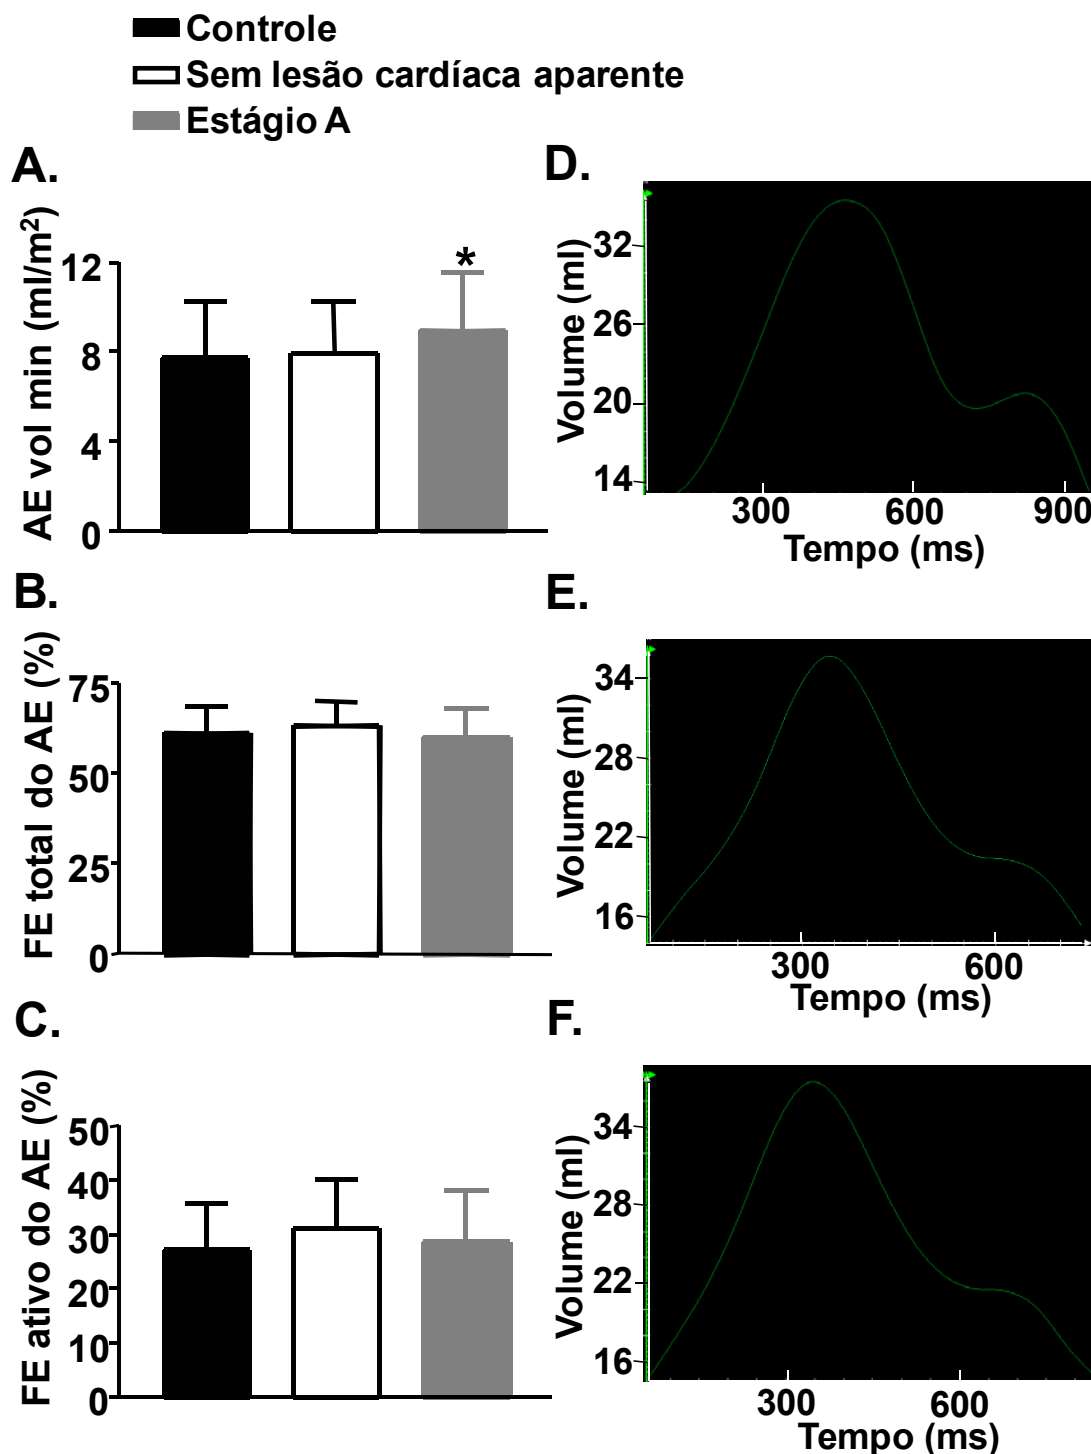 Controle
Sem lesão cardíaca aparente
Estágio A
A.
AE vol min (ml/m²)
12
8
4
0
*
B.
FE total do AE (%)
75
50
25
0
C.
FE ativo do AE (%)
50
40
30
20
10
0
D.
Volume (ml)
32
26
20
14
300 600 900
Tempo (ms)
E.
Volume (ml)
34
28
22
16
300 600
Tempo (ms)
F.
Volume (ml)
34
28
22
16
300 600
Tempo (ms)